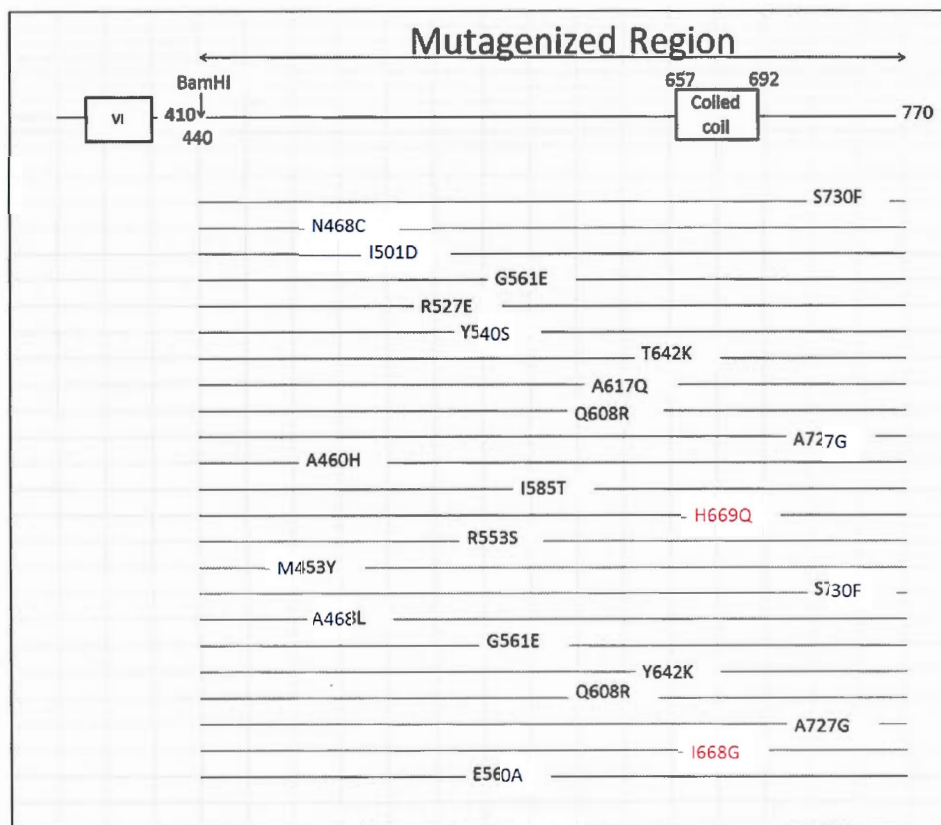 Mutagenized Region
BamHI 657 692
VI 410 Coiled coil 770
440
S730F
N468C
I501D
G561E
R527E
Y540S
T642K
A617Q
Q608R
A727G
A460H
I585T
H669Q
R553S
M453Y
S730F
A468L
G561E
Y642K
Q608R
A727G
I668G
E560A